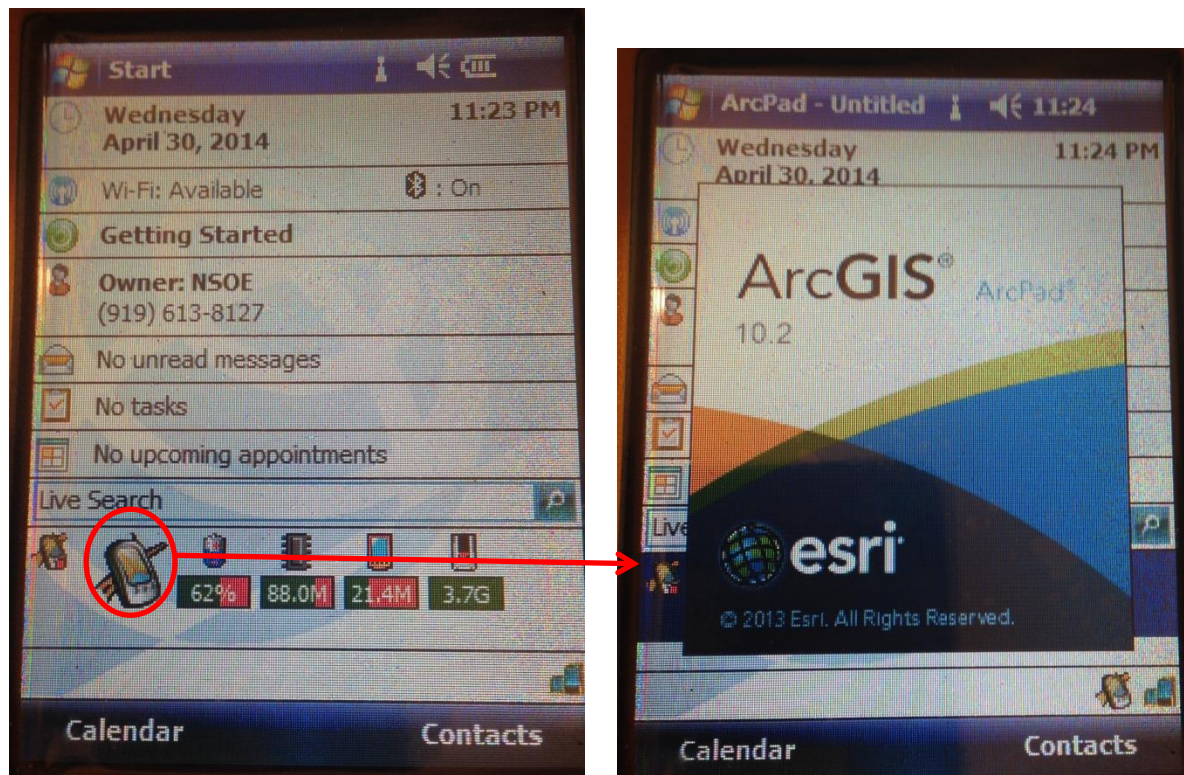 Start
Wednesday 11:23 PM
April 30, 2014
Wi-Fi: Available : On
Getting Started
Owner: NSOE
(919) 613-8127
No unread messages
No tasks
No upcoming appointments
Live Search
62% 88.0M 21.4M 3.7G
Calendar Contacts
ArcPad - Untitled 11:24
Wednesday 11:24 PM
April 30, 2014
ArcGIS® ArcPad®
10.2
Live
esri
© 2013 Esri. All Rights Reserved.
Calendar Contacts